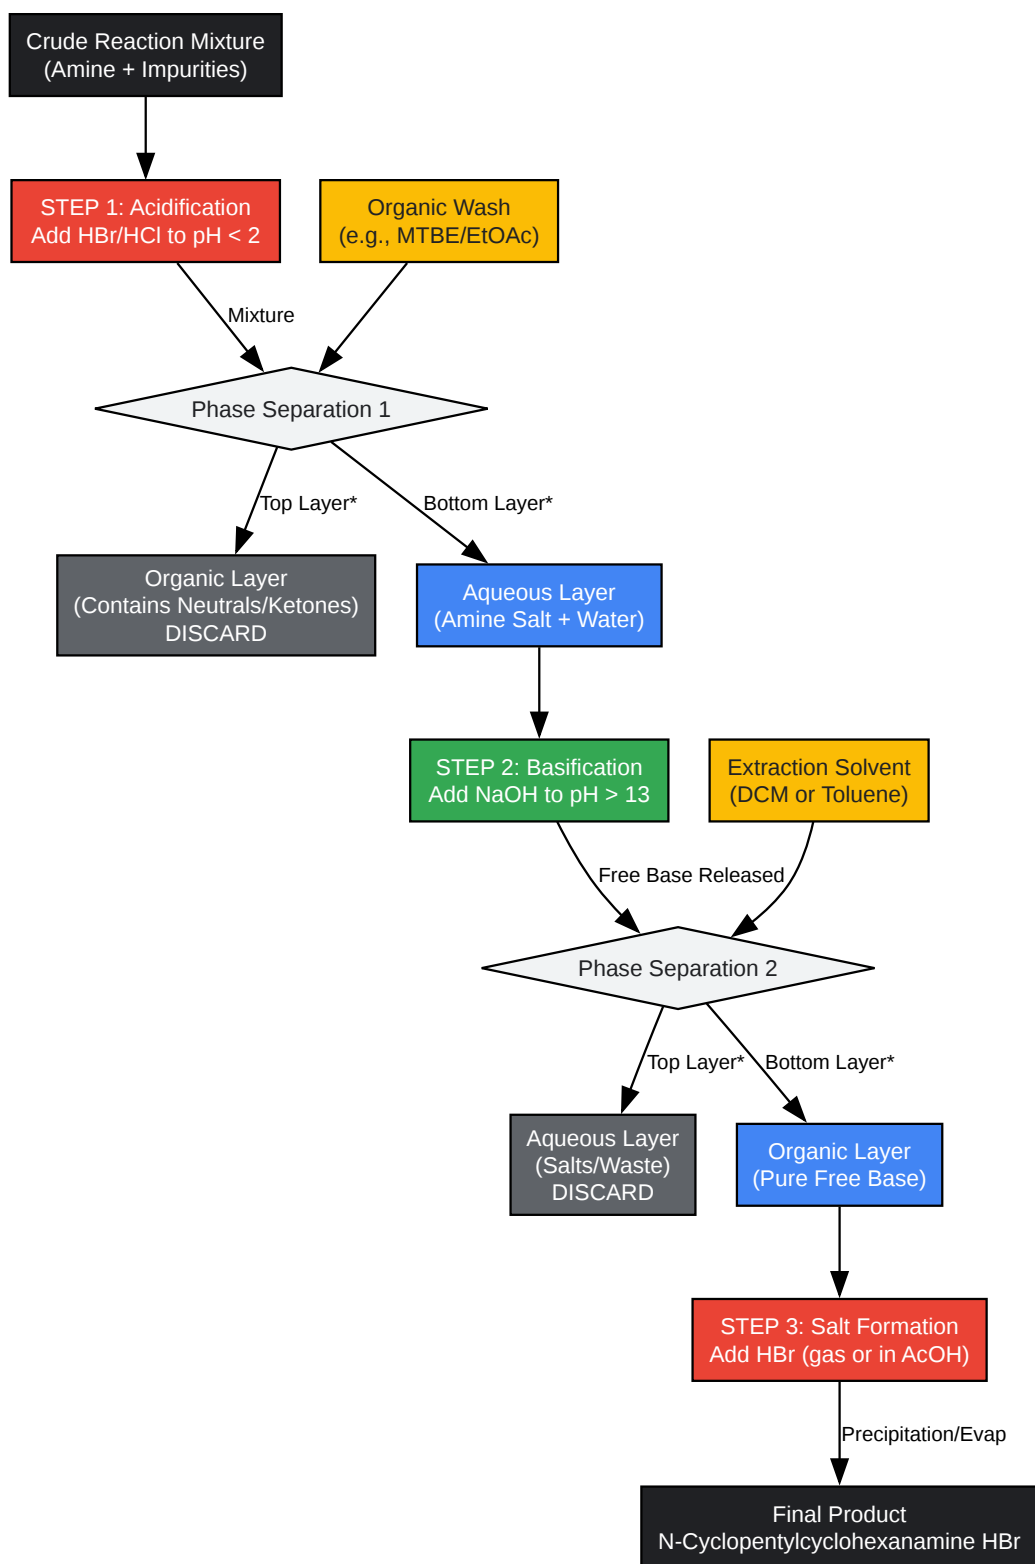 Crude Reaction Mixture
(Amine + Impurities)
STEP 1: Acidification
Add HBr/HCl to pH < 2
Organic Wash
(e.g., MTBE/EtOAc)
Mixture
Phase Separation 1
Top Layer*
Bottom Layer*
Organic Layer
(Contains Neutrals/Ketones)
DISCARD
Aqueous Layer
(Amine Salt + Water)
STEP 2: Basification
Add NaOH to pH > 13
Extraction Solvent
(DCM or Toluene)
Free Base Released
Phase Separation 2
Top Layer*
Bottom Layer*
Aqueous Layer
(Salts/Waste)
DISCARD
Organic Layer
(Pure Free Base)
STEP 3: Salt Formation
Add HBr (gas or in AcOH)
Precipitation/Evap
Final Product
N-Cyclopentylcyclohexanamine HBr